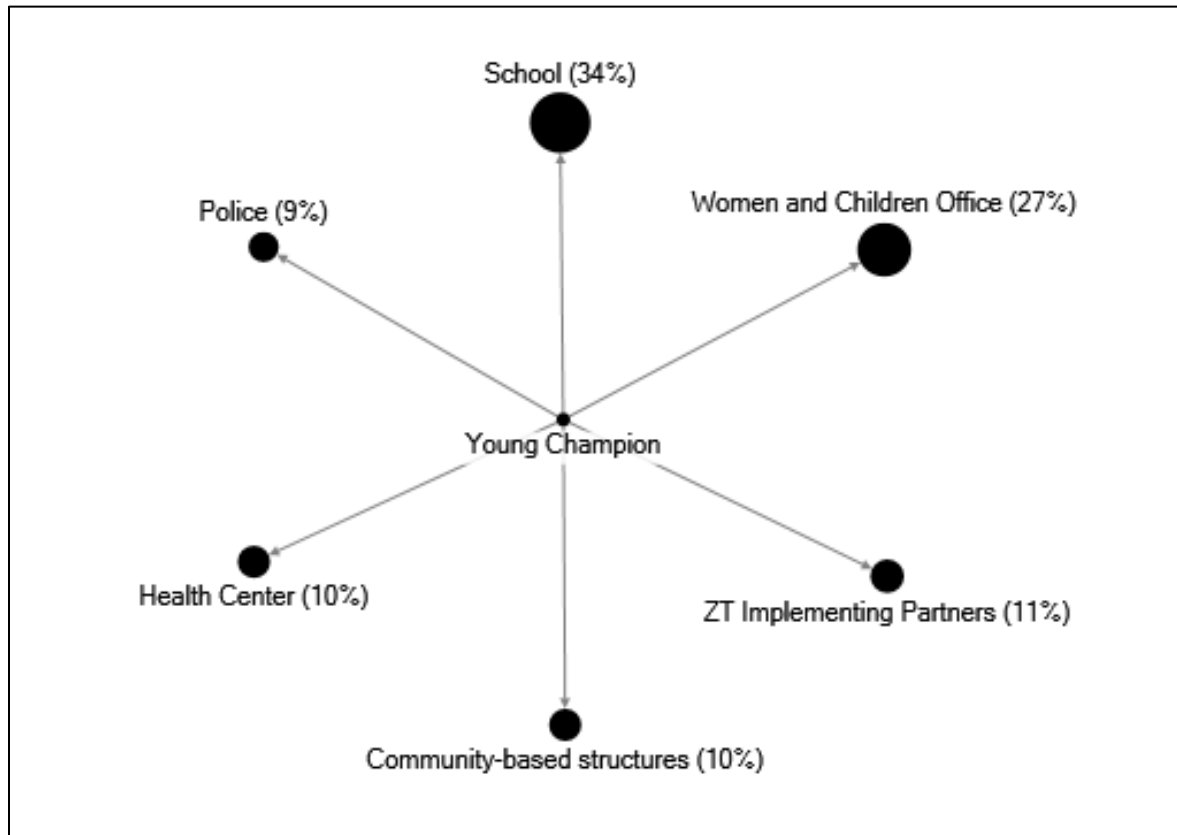 School (34%)
Women and Children Office (27%)
Police (9%)
Young Champion
Health Center (10%)
ZT Implementing Partners (11%)
Community-based structures (10%)